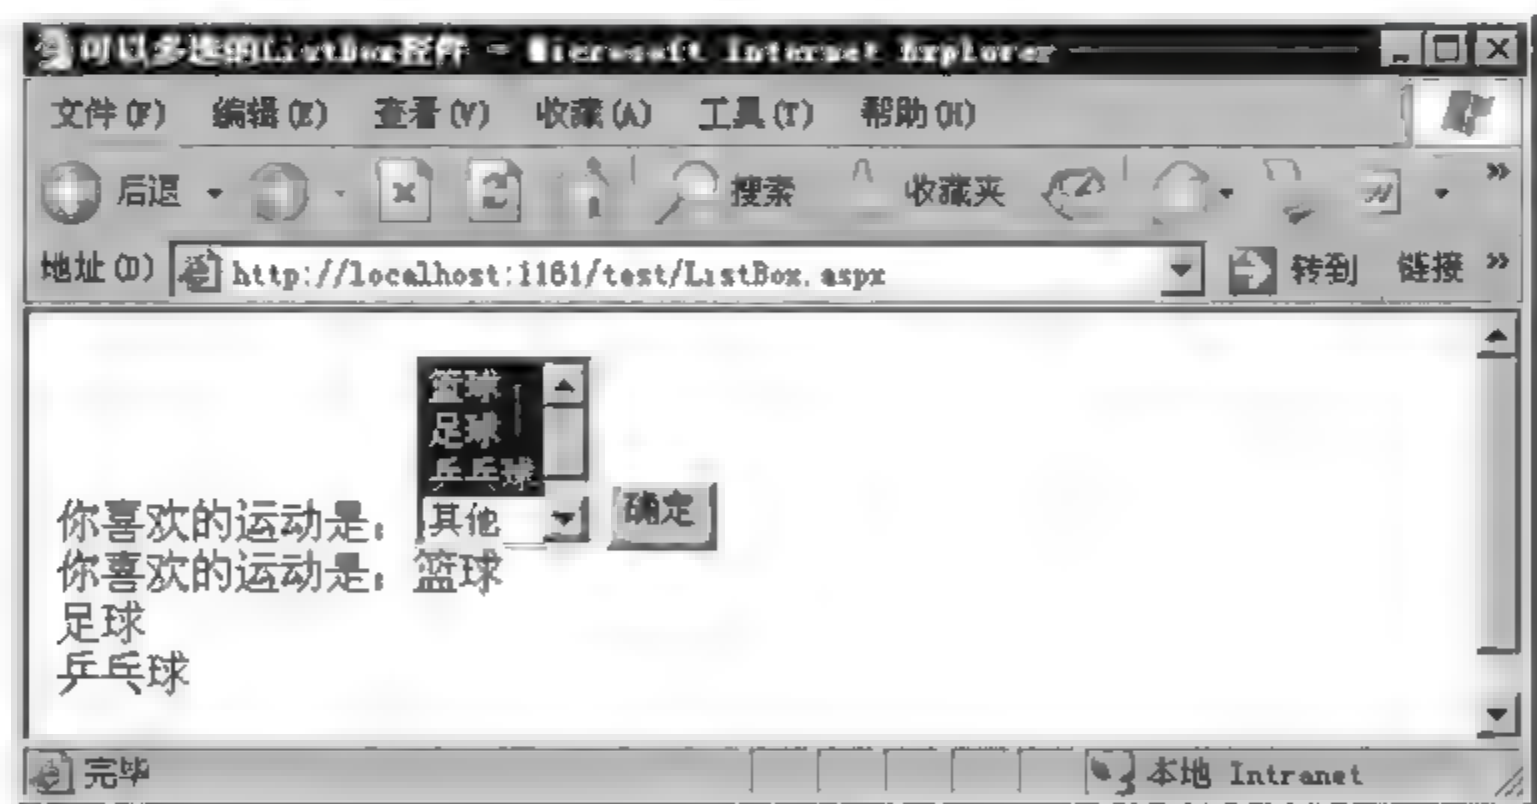 可以多选的ListBox控件 - Microsoft Internet Explorer
文件(F) 编辑(E) 查看(V) 收藏(A) 工具(T) 帮助(H)
后退 搜索 收藏夹 »
地址(D) http://localhost:1161/test/ListBox.aspx 转到 链接 »
篮球
足球
乒乓球
你喜欢的运动是: 其他 确定
你喜欢的运动是: 篮球
足球
乒乓球
完毕 本地 Intranet